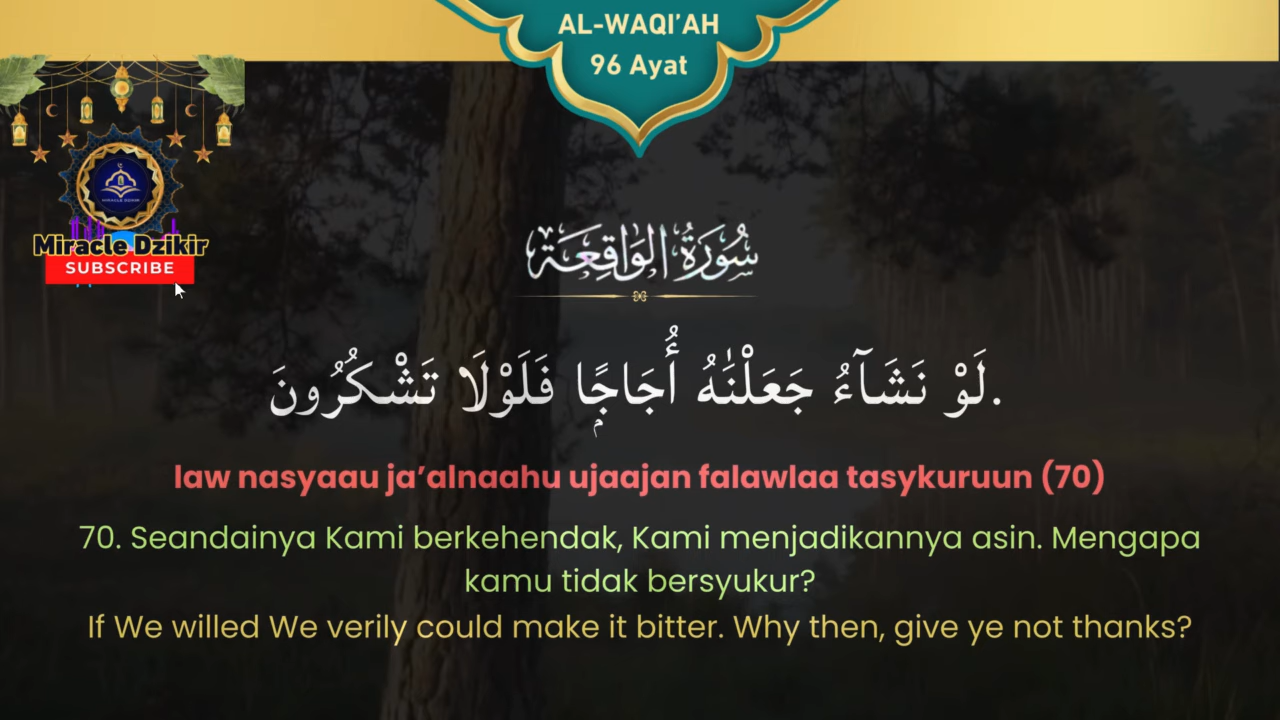 AL-WAQI’AH
96 Ayat
MIRACLE DZIKIR
Miracle Dzikir
SUBSCRIBE
سُورَةُ الوَاقِعَة
لَوْ نَشَآءُ جَعَلْنَٰهُ أُجَاجًۭا فَلَوْلَا تَشْكُرُونَ.
law nasyaau ja’alnaahu ujaajan falawlaa tasykuruun (70)
70. Seandainya Kami berkehendak, Kami menjadikannya asin. Mengapa
kamu tidak bersyukur?
If We willed We verily could make it bitter. Why then, give ye not thanks?